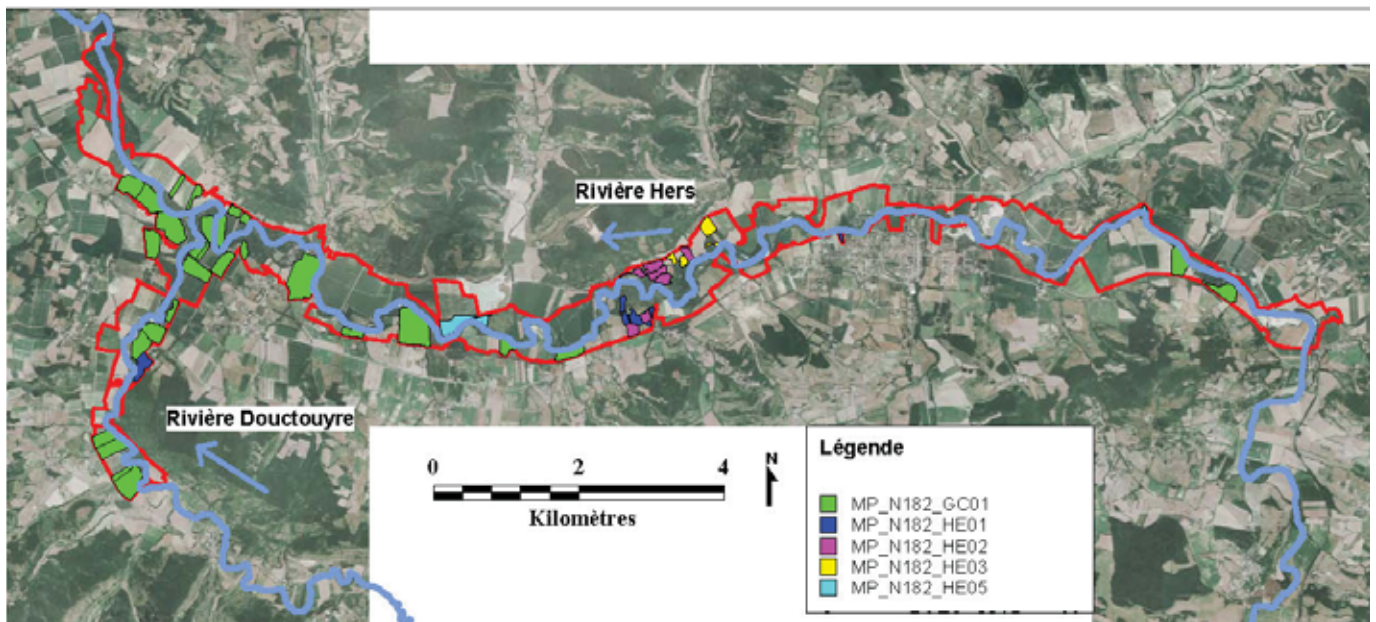 Rivière Hers
Rivière Douctouyre
0 2 4
Kilomètres
N
Légende
MP_N182_GC01
MP_N182_HE01
MP_N182_HE02
MP_N182_HE03
MP_N182_HE05